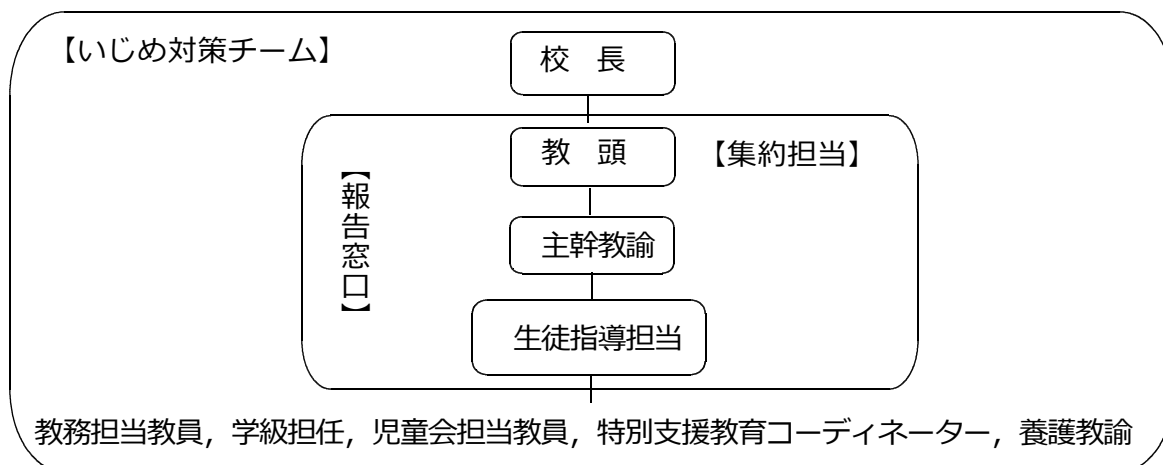 【いじめ対策チーム】
校 長
教 頭
【集約担当】
【報告窓口】
主幹教諭
生徒指導担当
教務担当教員，学級担任，児童会担当教員，特別支援教育コーディネーター，養護教諭